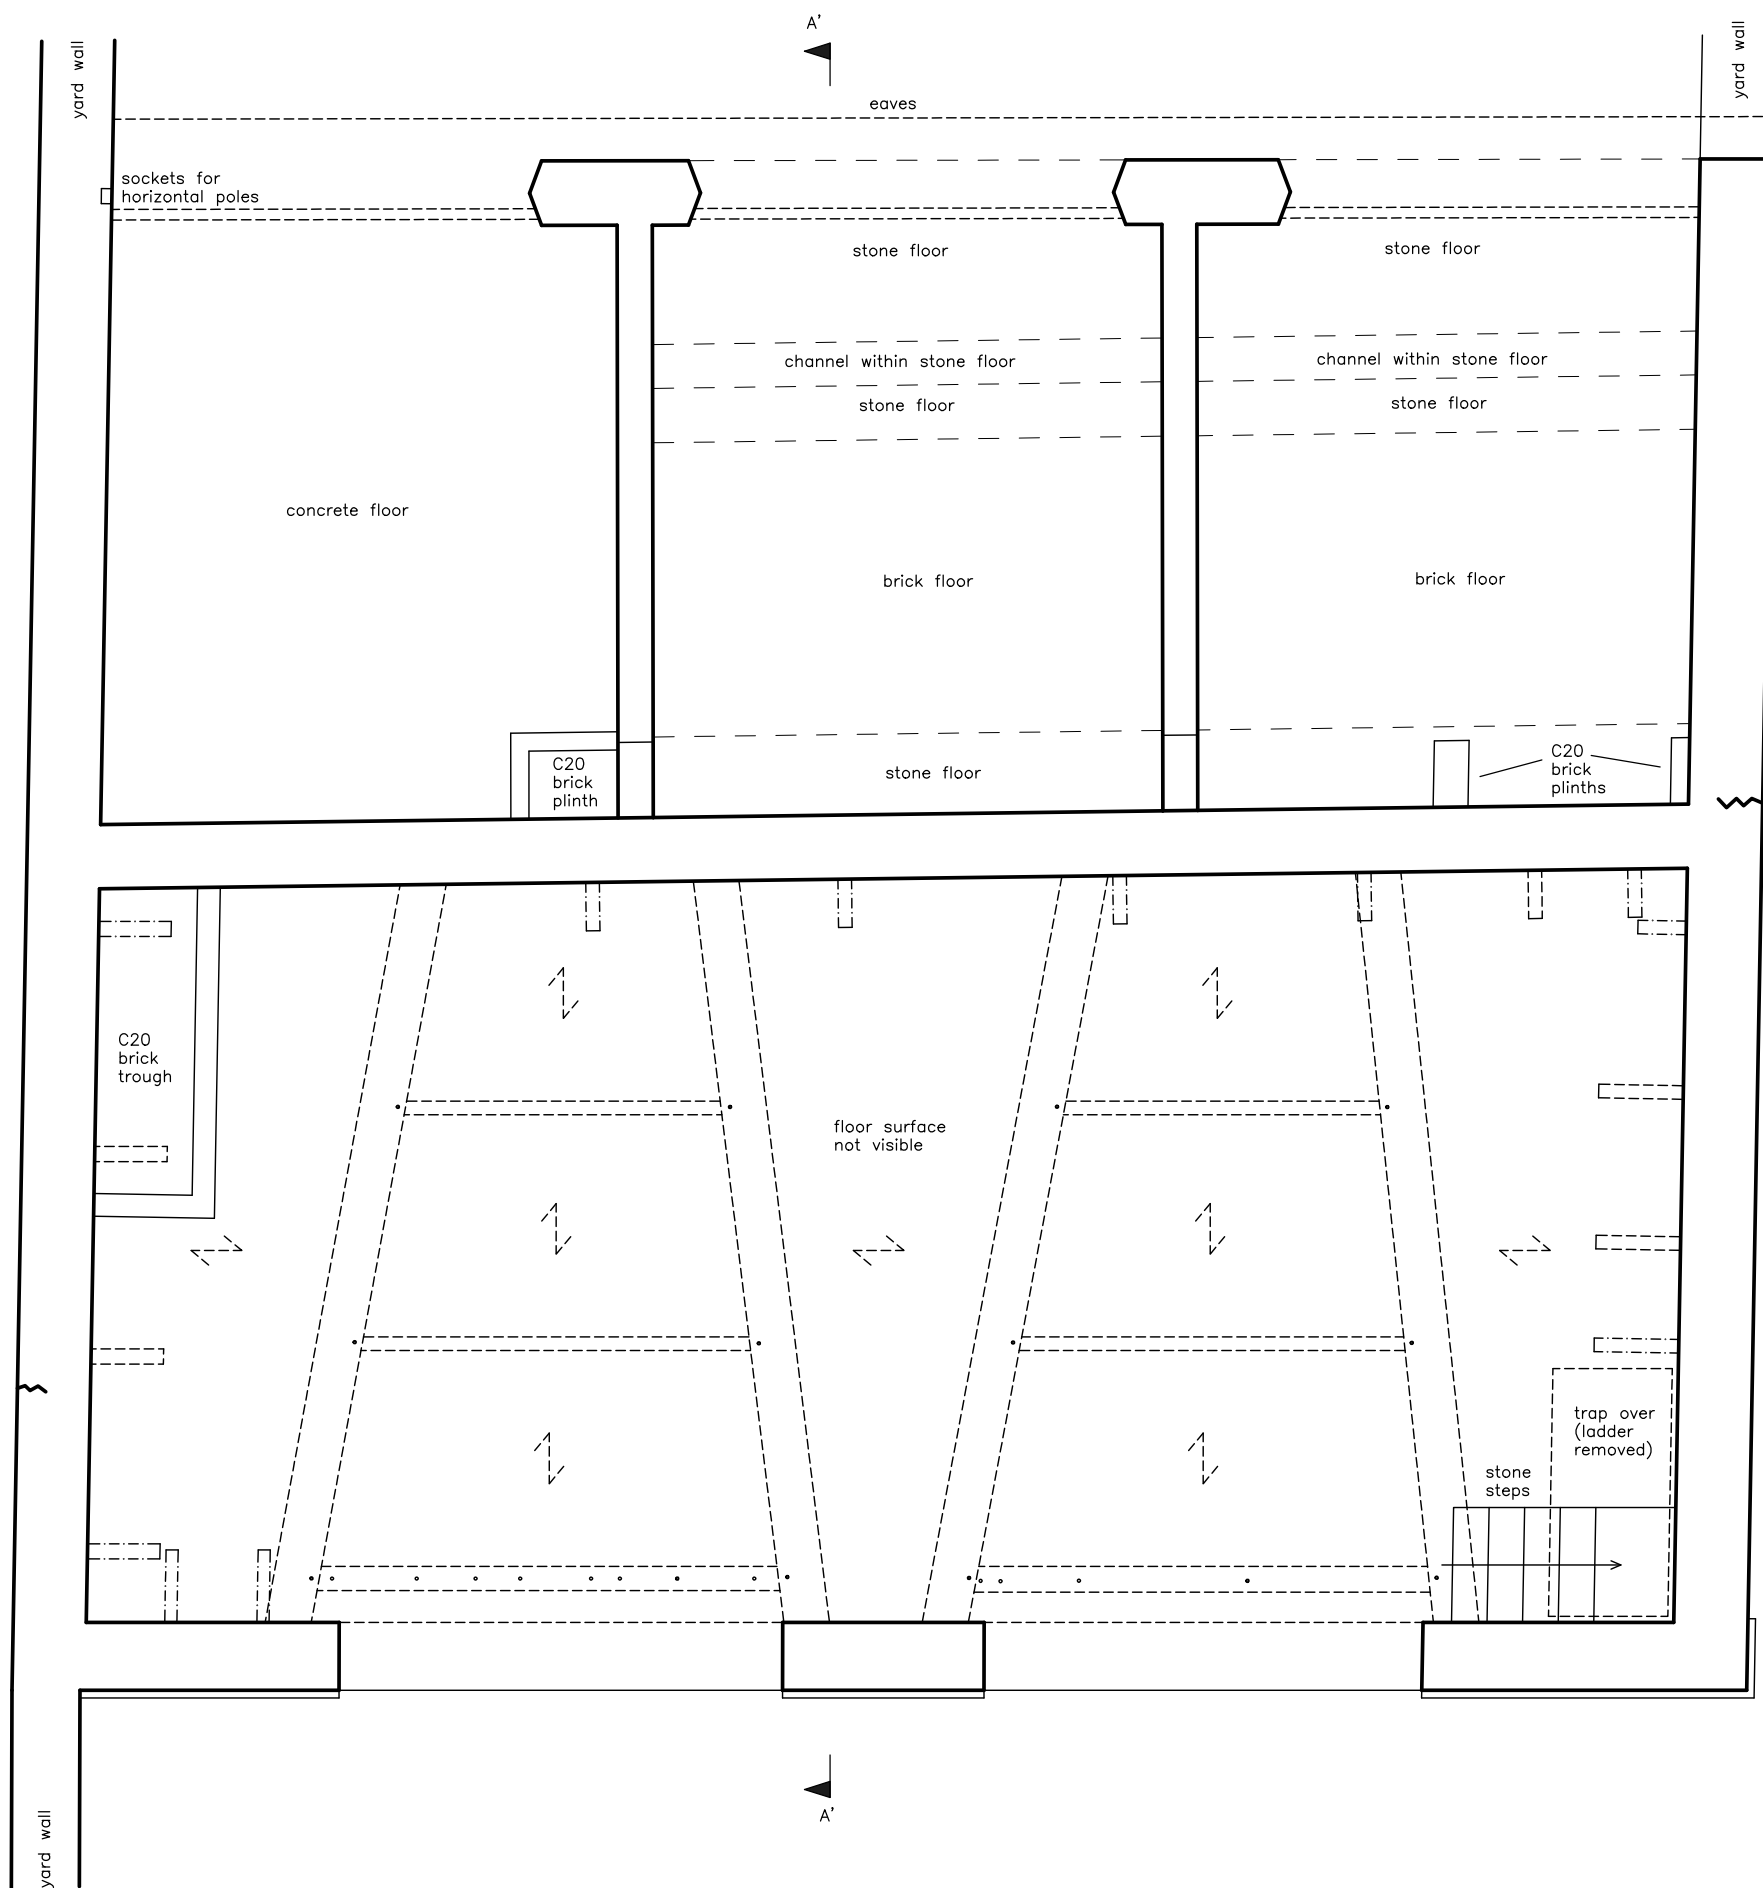 A'
yard wall
yard wall
eaves
sockets for
horizontal poles
stone floor
stone floor
channel within stone floor
channel within stone floor
stone floor
stone floor
concrete floor
brick floor
brick floor
C20
brick
plinth
stone floor
C20
brick
plinths
C20
brick
trough
floor surface
not visible
trap over
(ladder
removed)
stone
steps
A'
yard wall